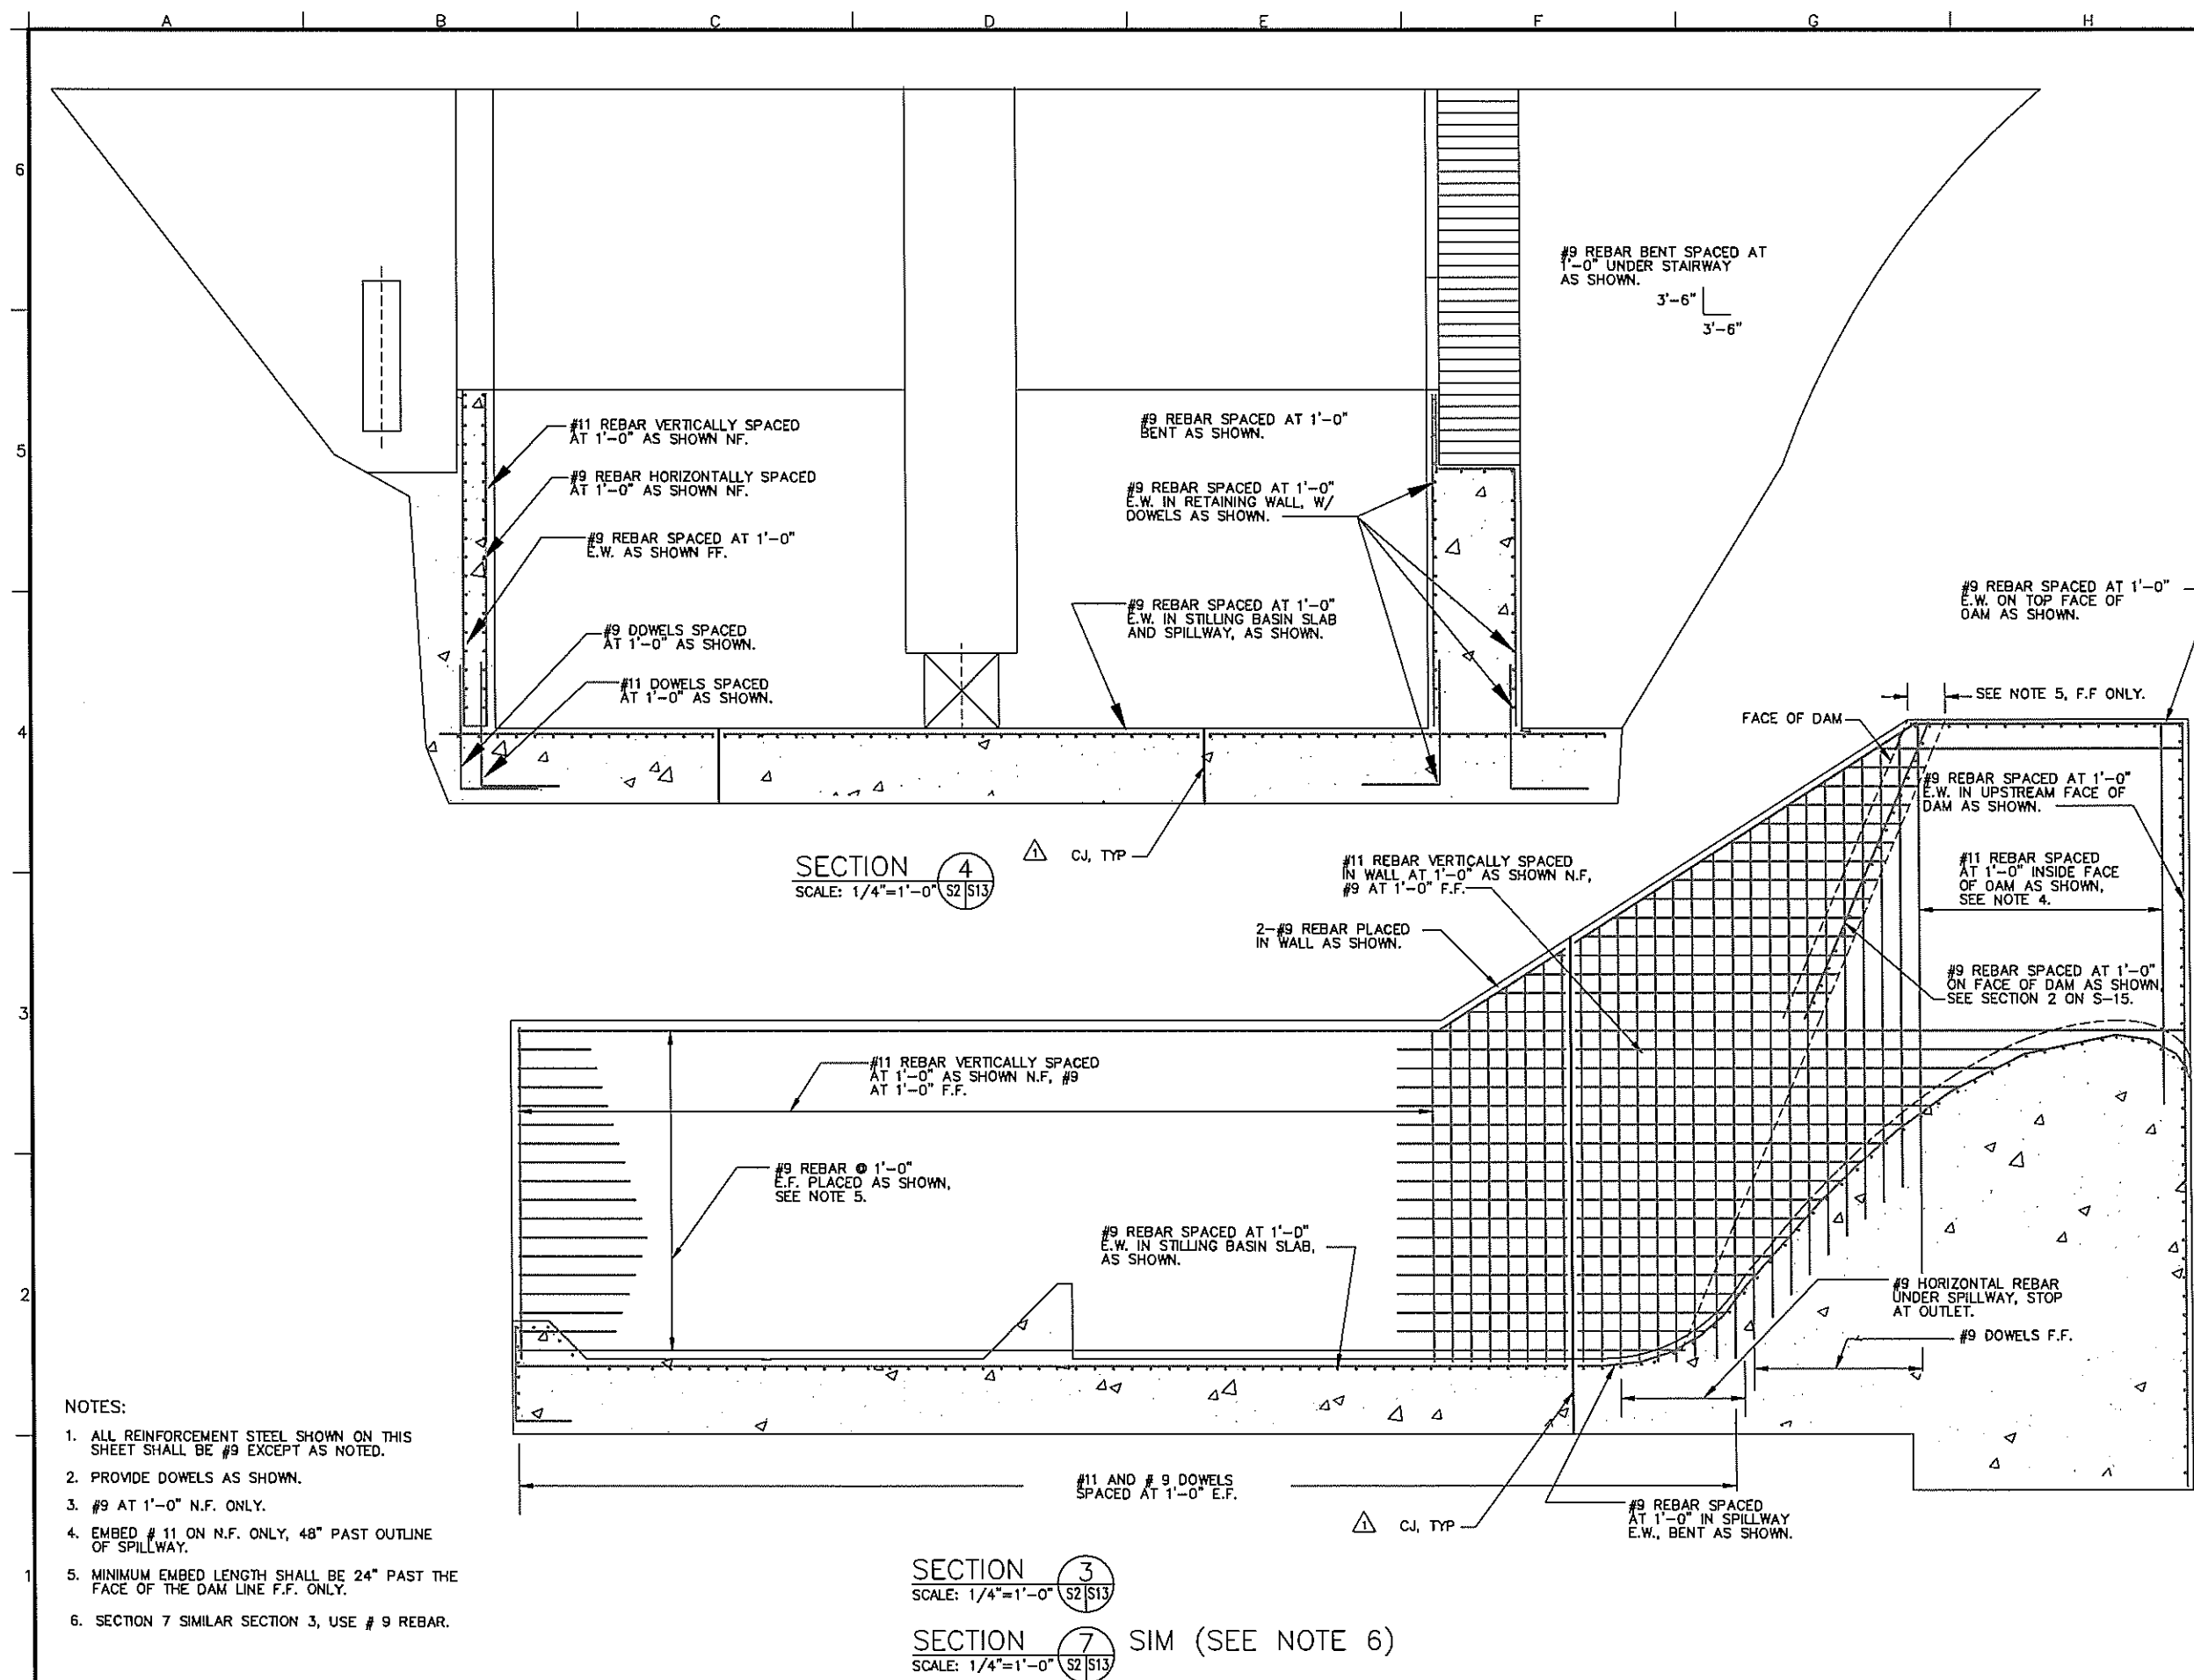 A B C D E F G H
6
5
4
3
2
1
#9 REBAR BENT SPACED AT
1'-0" UNDER STAIRWAY
AS SHOWN.
3'-6"
3'-6"
#11 REBAR VERTICALLY SPACED
AT 1'-0" AS SHOWN NF.
#9 REBAR HORIZONTALLY SPACED
AT 1'-0" AS SHOWN NF.
#9 REBAR SPACED AT 1'-0"
E.W. AS SHOWN FF.
#9 DOWELS SPACED
AT 1'-0" AS SHOWN.
#11 DOWELS SPACED
AT 1'-0" AS SHOWN.
#9 REBAR SPACED AT 1'-0"
BENT AS SHOWN.
#9 REBAR SPACED AT 1'-0"
E.W. IN RETAINING WALL, W/
DOWELS AS SHOWN.
#9 REBAR SPACED AT 1'-0"
E.W. IN STILLING BASIN SLAB
AND SPILLWAY, AS SHOWN.
#9 REBAR SPACED AT 1'-0"
E.W. ON TOP FACE OF
DAM AS SHOWN.
SEE NOTE 5, F.F ONLY.
FACE OF DAM
#9 REBAR SPACED AT 1'-0"
E.W. IN UPSTREAM FACE OF
DAM AS SHOWN.
#11 REBAR SPACED
AT 1'-0" INSIDE FACE
OF DAM AS SHOWN,
SEE NOTE 4.
#9 REBAR SPACED AT 1'-0"
ON FACE OF DAM AS SHOWN,
SEE SECTION 2 ON S-15.
SECTION 4
SCALE: 1/4"=1'-0" S2 S13
1 CJ, TYP
#11 REBAR VERTICALLY SPACED
IN WALL AT 1'-0" AS SHOWN N.F,
#9 AT 1'-0" F.F.
2-#9 REBAR PLACED
IN WALL AS SHOWN.
#11 REBAR VERTICALLY SPACED
AT 1'-0" AS SHOWN N.F, #9
AT 1'-0" F.F.
#9 REBAR @ 1'-0"
E.F. PLACED AS SHOWN,
SEE NOTE 5.
#9 REBAR SPACED AT 1'-0"
E.W. IN STILLING BASIN SLAB,
AS SHOWN.
#9 HORIZONTAL REBAR
UNDER SPILLWAY, STOP
AT OUTLET.
#9 DOWELS F.F.
#11 AND # 9 DOWELS
SPACED AT 1'-0" E.F.
1 CJ, TYP
#9 REBAR SPACED
AT 1'-0" IN SPILLWAY
E.W., BENT AS SHOWN.
NOTES:
1. ALL REINFORCEMENT STEEL SHOWN ON THIS
SHEET SHALL BE #9 EXCEPT AS NOTED.
2. PROVIDE DOWELS AS SHOWN.
3. #9 AT 1'-0" N.F. ONLY.
4. EMBED # 11 ON N.F. ONLY, 48" PAST OUTLINE
OF SPILLWAY.
5. MINIMUM EMBED LENGTH SHALL BE 24" PAST THE
FACE OF THE DAM LINE F.F. ONLY.
6. SECTION 7 SIMILAR SECTION 3, USE # 9 REBAR.
SECTION 3
SCALE: 1/4"=1'-0" S2 S13
SECTION 7 SIM (SEE NOTE 6)
SCALE: 1/4"=1'-0" S2 S13